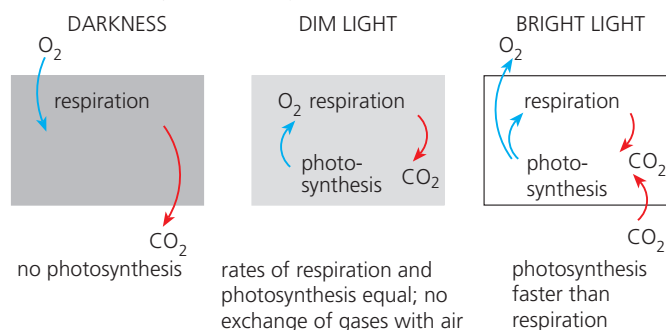 DARKNESS
O₂
respiration
CO₂
no photosynthesis
DIM LIGHT
O₂ respiration
photo-
synthesis
CO₂
rates of respiration and
photosynthesis equal; no
exchange of gases with air
BRIGHT LIGHT
O₂
respiration
photo-
synthesis
CO₂
CO₂
photosynthesis
faster than
respiration